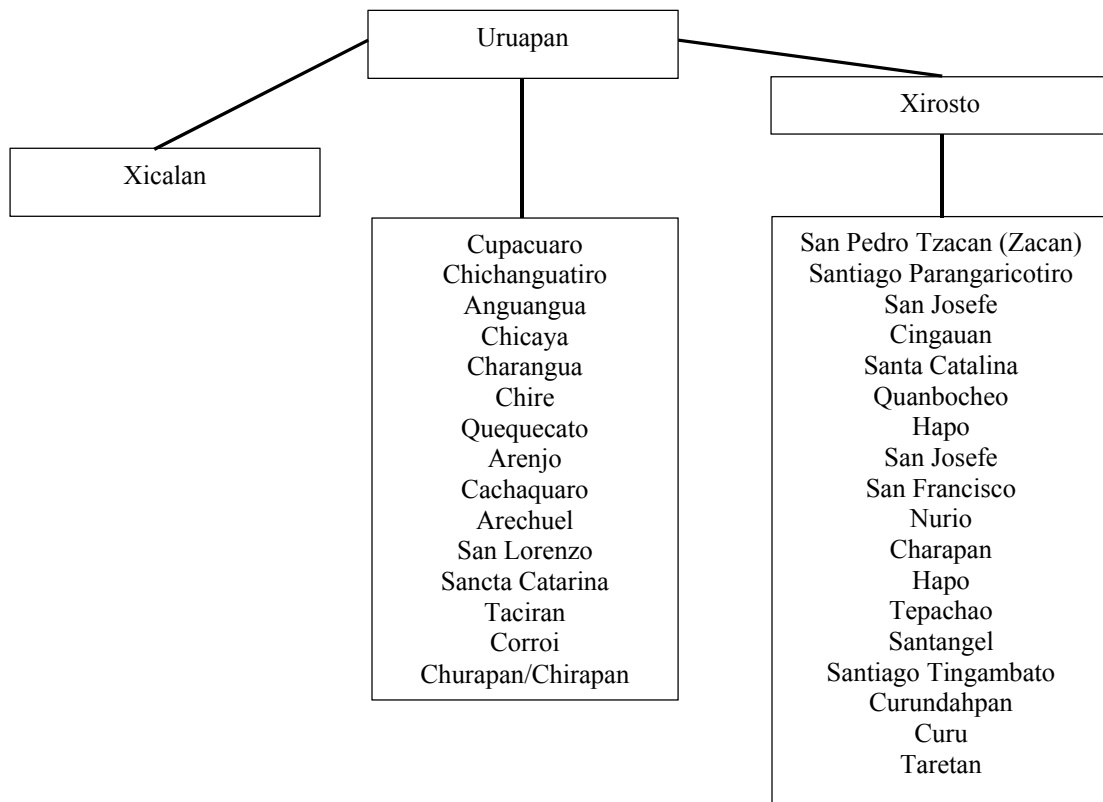 Uruapan
Xirosto
Xicalan
Cupacuaro
Chichanguatiro
Anguangua
Chicaya
Charangua
Chire
Quequecato
Arenjo
Cachaquaro
Arechuel
San Lorenzo
Sancta Catarina
Taciran
Corroi
Churapan/Chirapan
San Pedro Tzacan (Zacan)
Santiago Parangaricotiro
San Josefe
Cingauan
Santa Catalina
Quanbocheo
Hapo
San Josefe
San Francisco
Nurio
Charapan
Hapo
Tepachao
Santangel
Santiago Tingambato
Curundahpan
Curu
Taretan